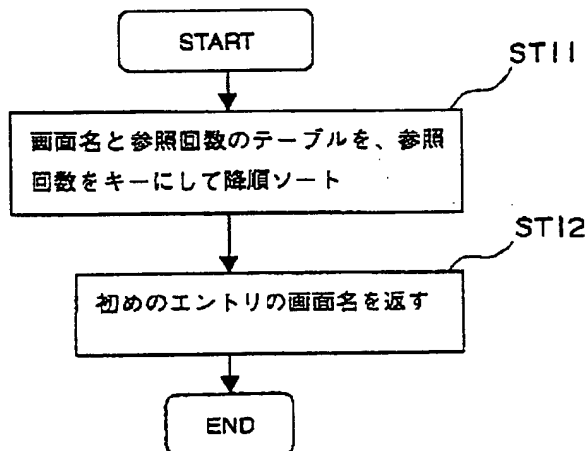 START
ST11
画面名と参照回数のテーブルを、参照
回数をキーにして降順ソート
ST12
初めのエントリの画面名を返す
END